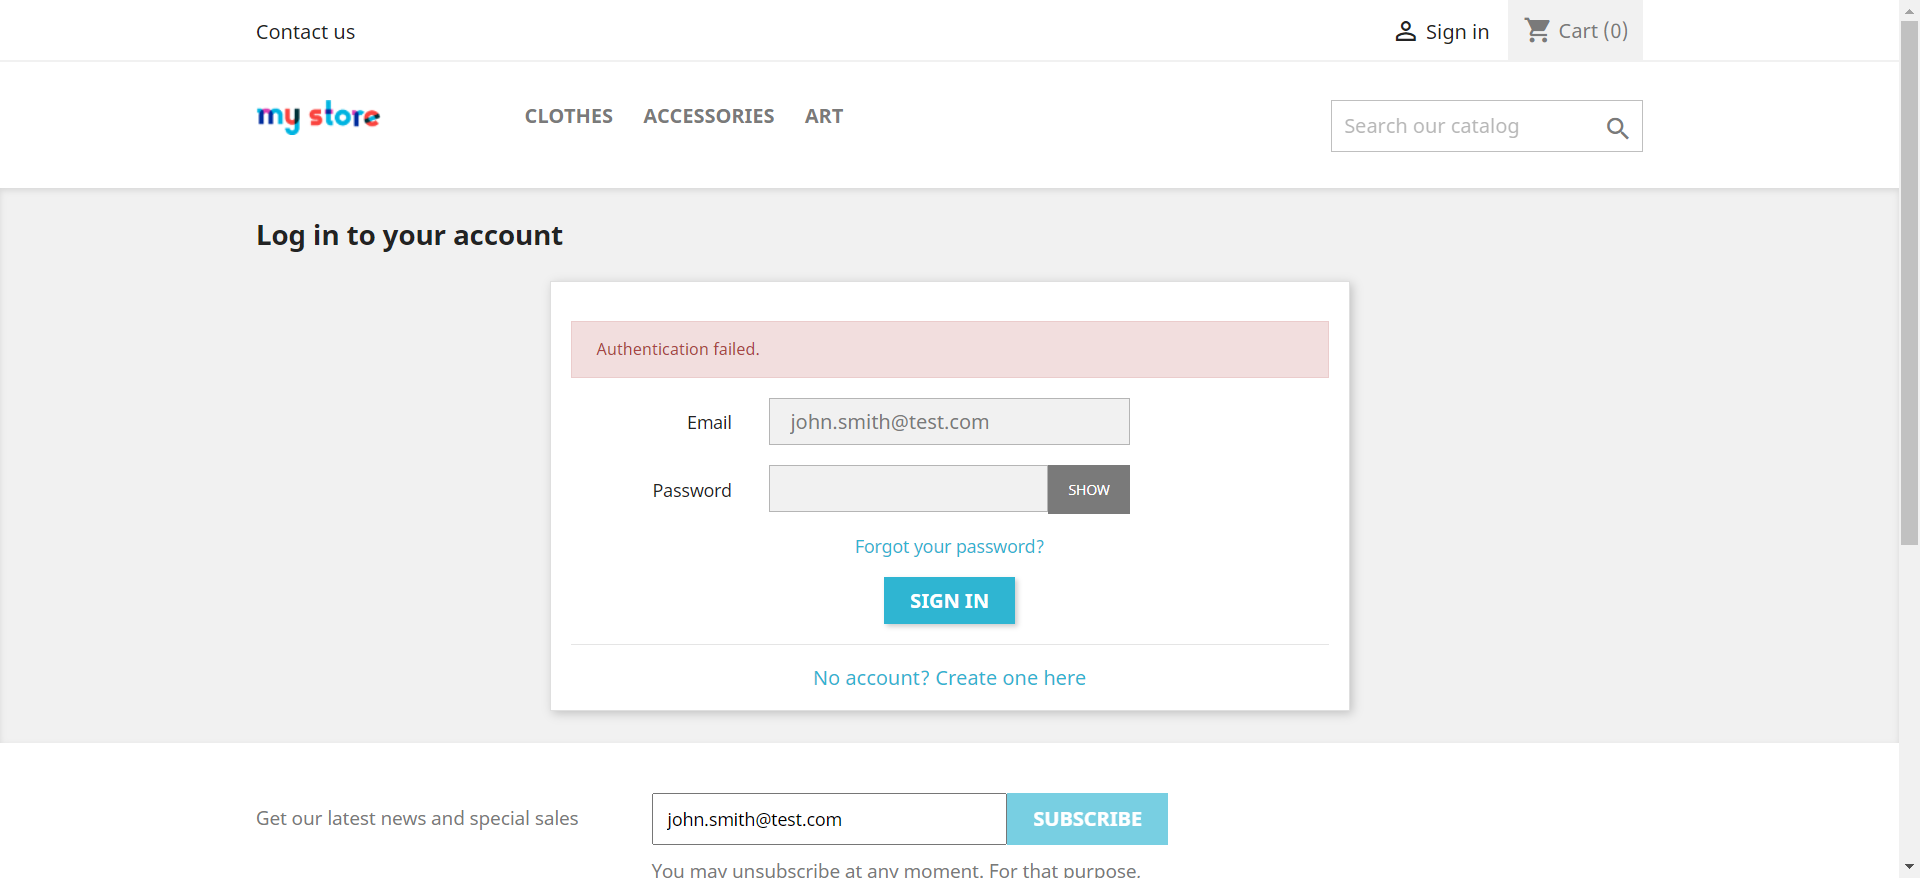 Contact us
Sign in
Cart (0)
my store
CLOTHES
ACCESSORIES
ART
Search our catalog
Log in to your account
Authentication failed.
Email
john.smith@test.com
Password
SHOW
Forgot your password?
SIGN IN
No account? Create one here
Get our latest news and special sales
john.smith@test.com
SUBSCRIBE
You may unsubscribe at any moment. For that purpose,